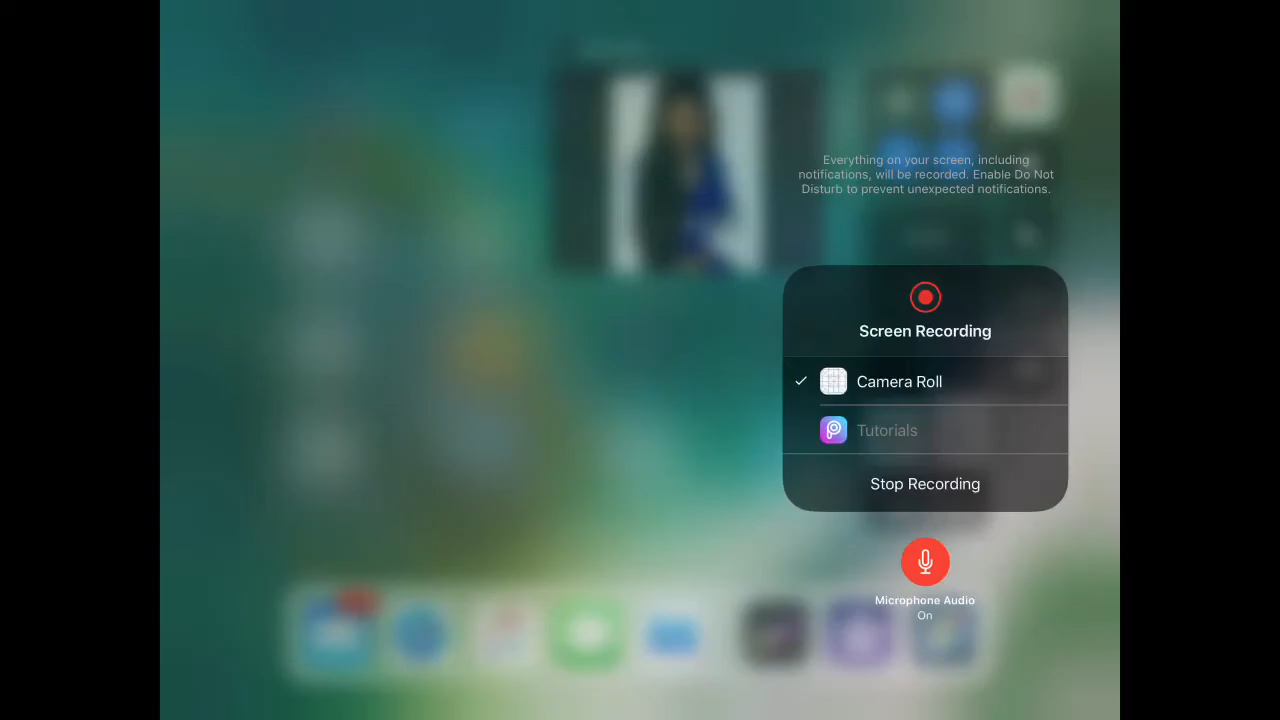 Everything on your screen, including
notifications, will be recorded. Enable Do Not
Disturb to prevent unexpected notifications.
Screen Recording
Camera Roll
Tutorials
Stop Recording
Microphone Audio
On